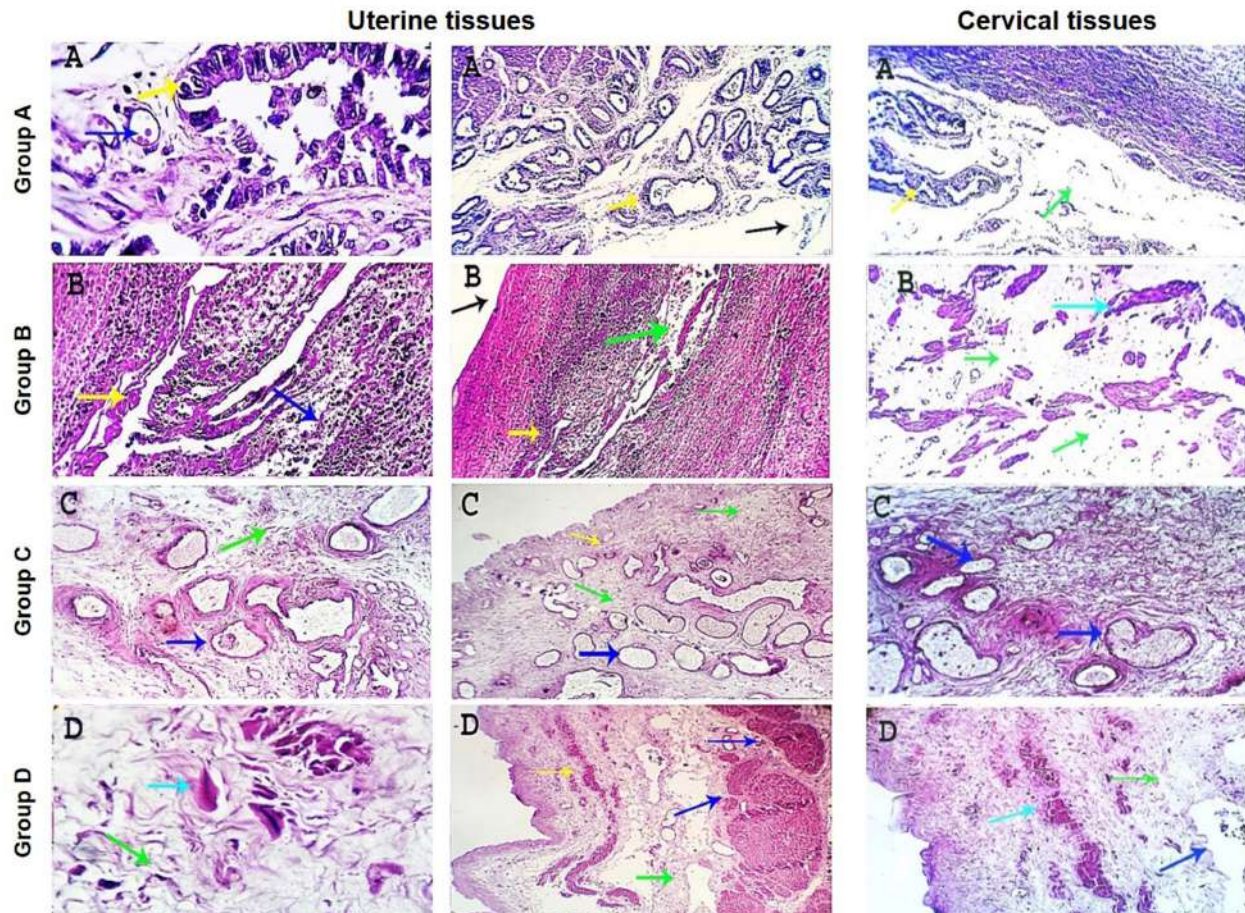 Uterine tissues Cervical tissues
Group A
A A A
Group B
B B B
Group C
C C C
Group D
D D D